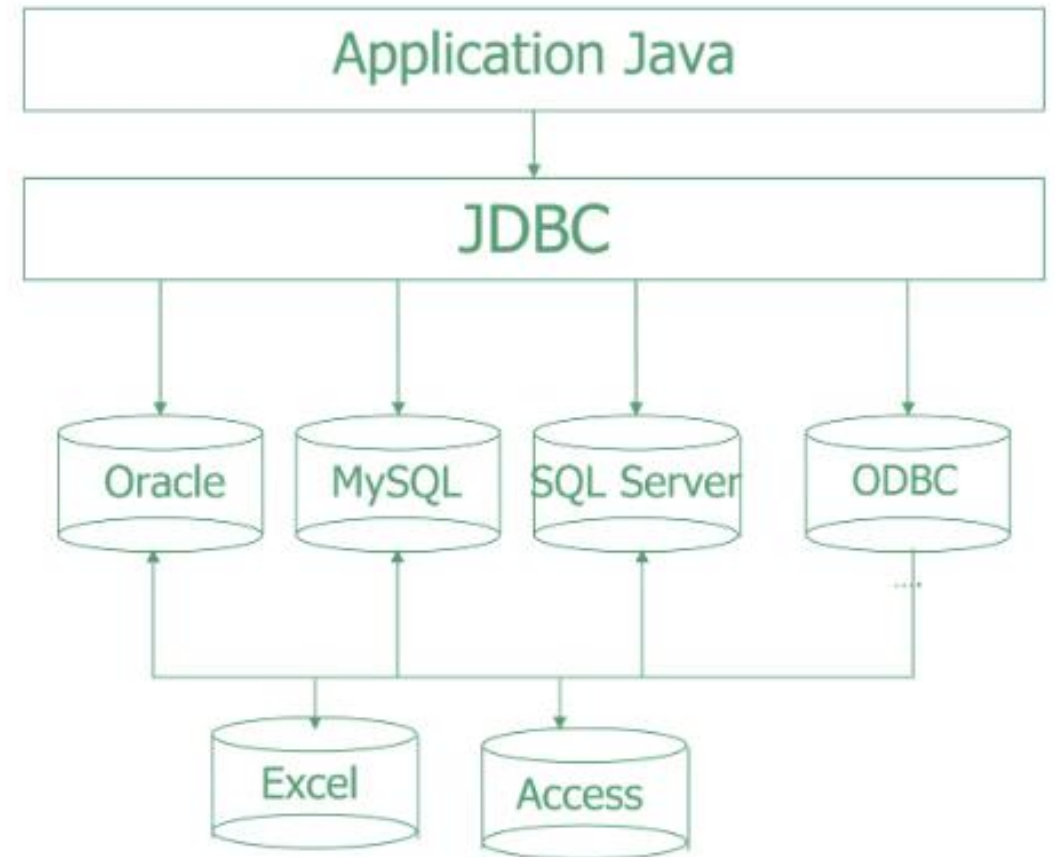 Application Java
JDBC
Oracle
MySQL
SQL Server
ODBC
....
Excel
Access